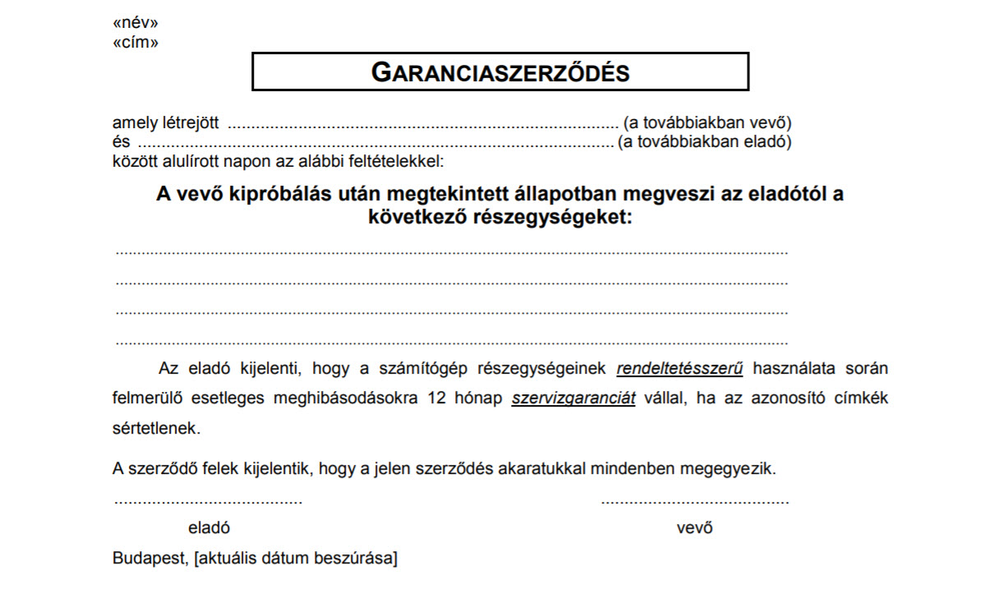 «név»
«cím»
GARANCIASZERZŐDÉS
amely létrejött ................................................................................... (a továbbiakban vevő)
és ..................................................................................................... (a továbbiakban eladó)
között alulírott napon az alábbi feltételekkel:
A vevő kipróbálás után megtekintett állapotban megveszi az eladótól a
következő részegységeket:
................................................................................................................................................
................................................................................................................................................
................................................................................................................................................
................................................................................................................................................
Az eladó kijelenti, hogy a számítógép részegységeinek rendeltetésszerű használata során
felmerülő esetleges meghibásodásokra 12 hónap szervizgaranciát vállal, ha az azonosító címkék
sértetlenek.
A szerződő felek kijelentik, hogy a jelen szerződés akaratukkal mindenben megegyezik.
........................................ ........................................
eladó vevő
Budapest, [aktuális dátum beszúrása]